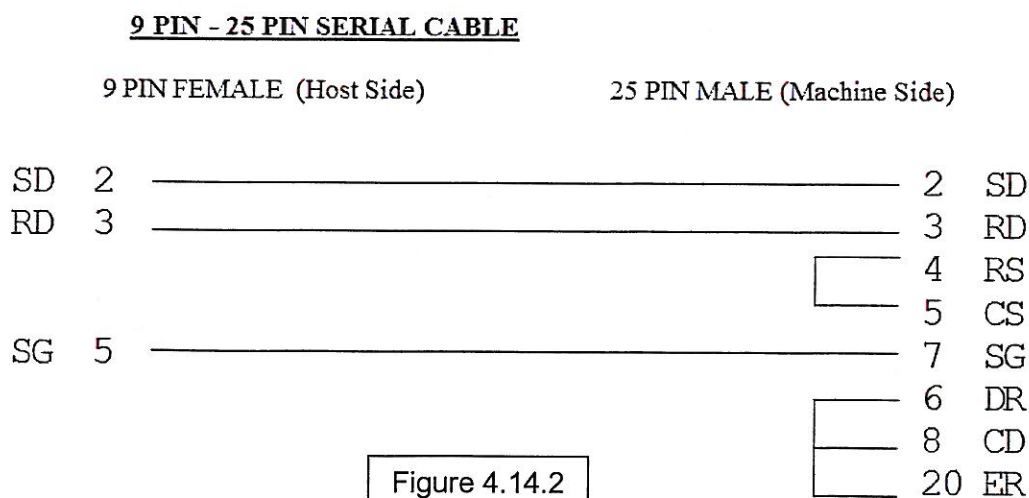 9 PIN - 25 PIN SERIAL CABLE
9 PIN FEMALE (Host Side) 25 PIN MALE (Machine Side)
SD 2 2 SD
RD 3 3 RD
4 RS
5 CS
SG 5 7 SG
6 DR
8 CD
20 ER
Figure 4.14.2